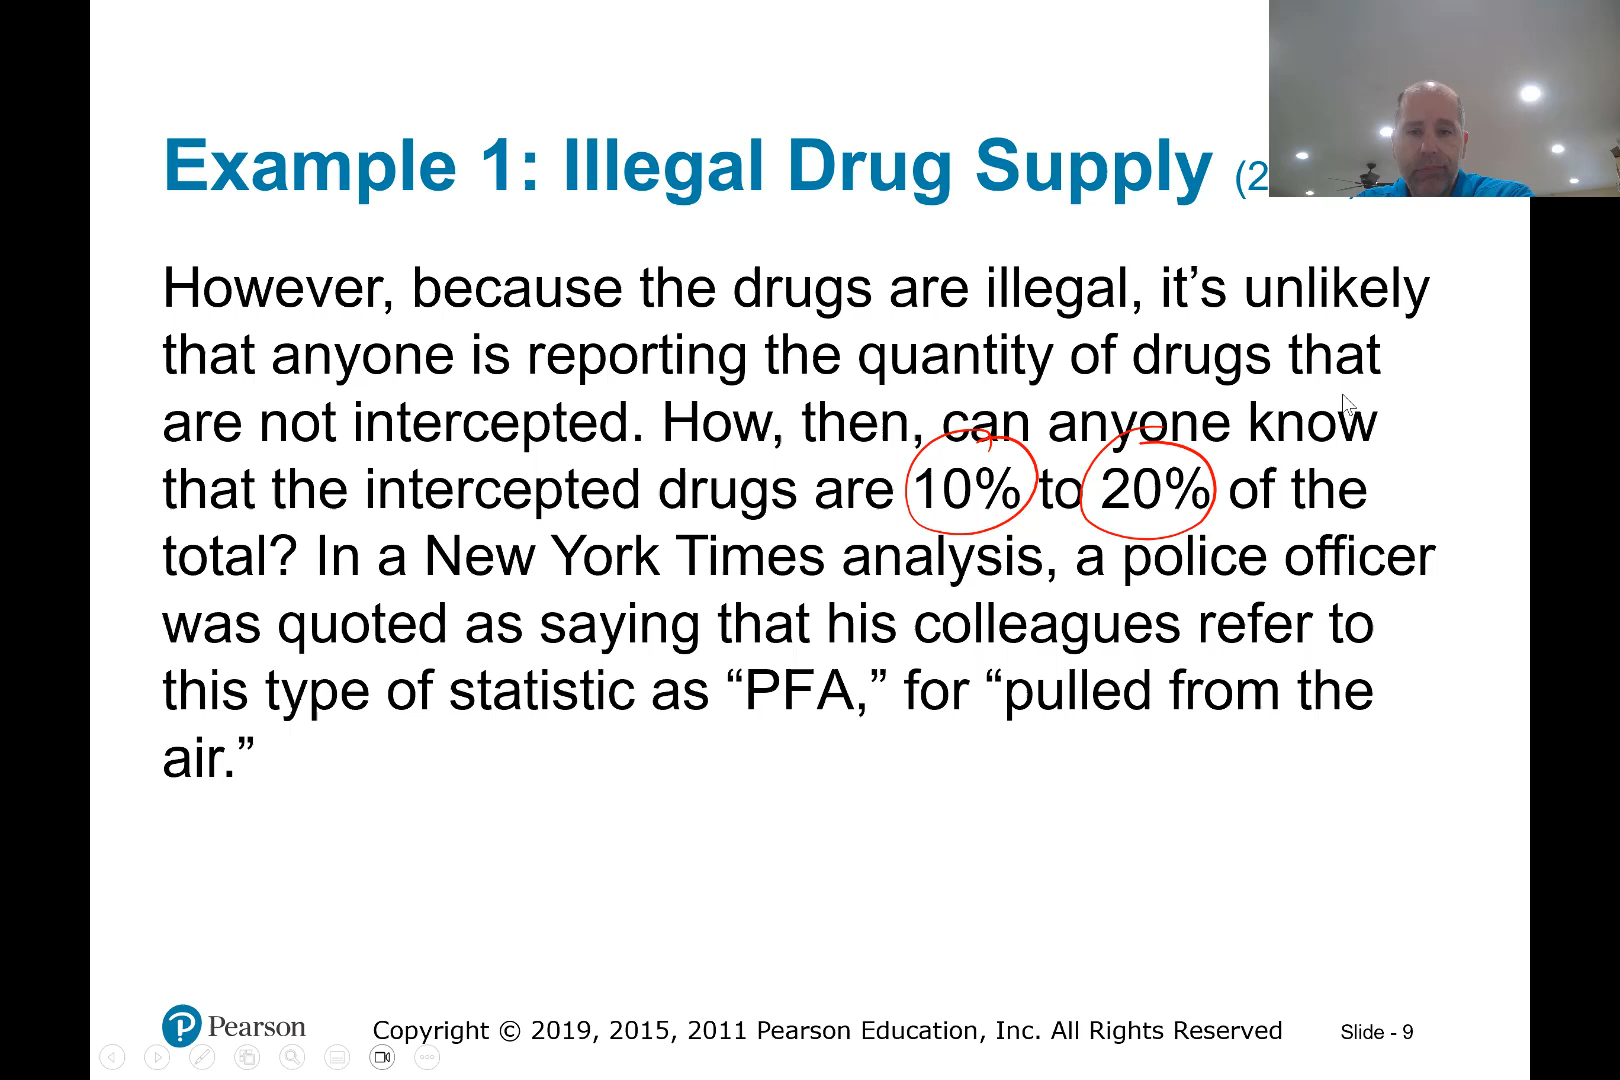 Example 1: Illegal Drug Supply (2
However, because the drugs are illegal, it’s unlikely
that anyone is reporting the quantity of drugs that
are not intercepted. How, then, can anyone know
that the intercepted drugs are 10% to 20% of the
total? In a New York Times analysis, a police officer
was quoted as saying that his colleagues refer to
this type of statistic as “PFA,” for “pulled from the
air.”
Pearson
Copyright © 2019, 2015, 2011 Pearson Education, Inc. All Rights Reserved
Slide - 9